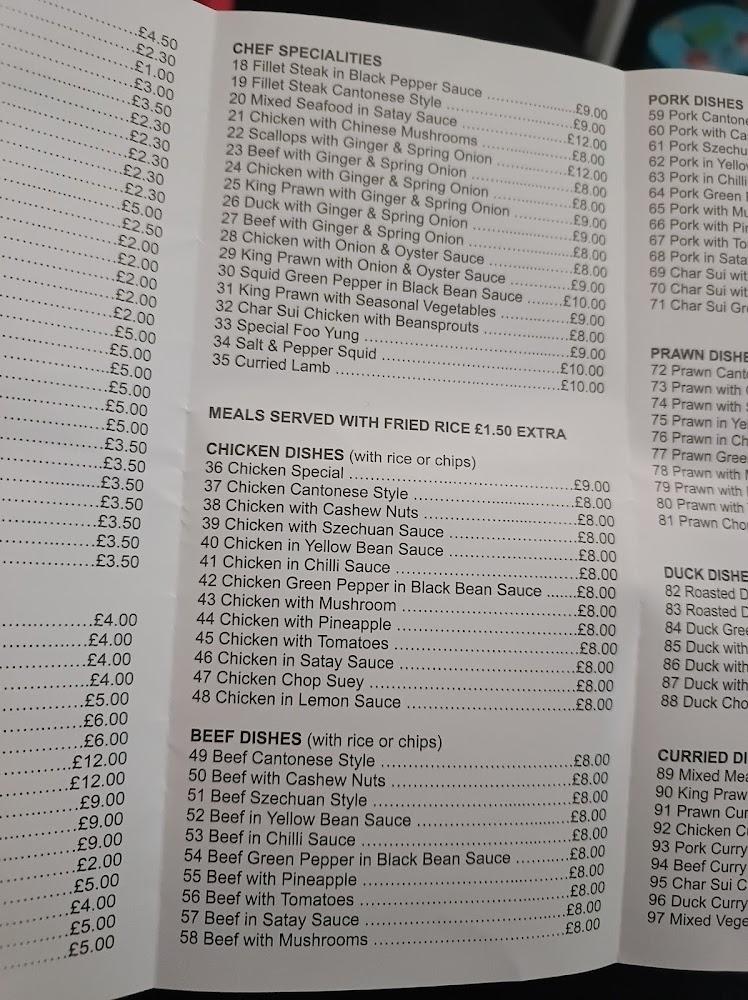 £4.50
£2.30
£1.00
£3.00
£3.50
£2.30
£2.30
£2.30
£2.30
£2.30
£5.00
£2.50
£2.00
£2.00
£2.00
£2.00
£2.00
£5.00
£5.00
£5.00
£5.00
£5.00
£5.00
£3.50
£3.50
£3.50
£3.50
£3.50
£3.50
£3.50
£4.00
£4.00
£4.00
£4.00
£5.00
£6.00
£6.00
£12.00
£12.00
£9.00
£9.00
£9.00
£2.00
£5.00
£4.00
£5.00
£5.00
CHEF SPECIALITIES
18 Fillet Steak in Black Pepper Sauce £9.00
19 Fillet Steak Cantonese Style £9.00
20 Mixed Seafood in Satay Sauce £12.00
21 Chicken with Chinese Mushrooms £8.00
22 Scallops with Ginger & Spring Onion £12.00
23 Beef with Ginger & Spring Onion £8.00
24 Chicken with Ginger & Spring Onion £8.00
25 King Prawn with Ginger & Spring Onion £9.00
26 Duck with Ginger & Spring Onion £9.00
27 Beef with Ginger & Spring Onion £8.00
28 Chicken with Onion & Oyster Sauce £8.00
29 King Prawn with Onion & Oyster Sauce £9.00
30 Squid Green Pepper in Black Bean Sauce £10.00
31 King Prawn with Seasonal Vegetables £9.00
32 Char Sui Chicken with Beansprouts £8.00
33 Special Foo Yung £9.00
34 Salt & Pepper Squid £10.00
35 Curried Lamb £10.00
MEALS SERVED WITH FRIED RICE £1.50 EXTRA
CHICKEN DISHES (with rice or chips)
36 Chicken Special £9.00
37 Chicken Cantonese Style £8.00
38 Chicken with Cashew Nuts £8.00
39 Chicken with Szechuan Sauce £8.00
40 Chicken in Yellow Bean Sauce £8.00
41 Chicken in Chilli Sauce £8.00
42 Chicken Green Pepper in Black Bean Sauce £8.00
43 Chicken with Mushroom £8.00
44 Chicken with Pineapple £8.00
45 Chicken with Tomatoes £8.00
46 Chicken in Satay Sauce £8.00
47 Chicken Chop Suey £8.00
48 Chicken in Lemon Sauce £8.00
BEEF DISHES (with rice or chips)
49 Beef Cantonese Style £8.00
50 Beef with Cashew Nuts £8.00
51 Beef Szechuan Style £8.00
52 Beef in Yellow Bean Sauce £8.00
53 Beef in Chilli Sauce £8.00
54 Beef Green Pepper in Black Bean Sauce £8.00
55 Beef with Pineapple £8.00
56 Beef with Tomatoes £8.00
57 Beef in Satay Sauce £8.00
58 Beef with Mushrooms £8.00
PORK DISHES
59 Pork Cantone
60 Pork with Ca
61 Pork Szechu
62 Pork in Yello
63 Pork in Chilli
64 Pork Green
65 Pork with Mu
66 Pork with Pi
67 Pork with To
68 Pork in Sata
69 Char Sui wit
70 Char Sui wit
71 Char Sui Gr
PRAWN DISHE
72 Prawn Cant
73 Prawn with
74 Prawn with
75 Prawn in Ye
76 Prawn in Ch
77 Prawn Gree
78 Prawn with
79 Prawn with
80 Prawn with
81 Prawn Cho
DUCK DISHE
82 Roasted D
83 Roasted D
84 Duck Gree
85 Duck with
86 Duck with
87 Duck with
88 Duck Cho
CURRIED DI
89 Mixed Mea
90 King Praw
91 Prawn Cur
92 Chicken C
93 Pork Curry
94 Beef Curry
95 Char Sui C
96 Duck Curry
97 Mixed Vege